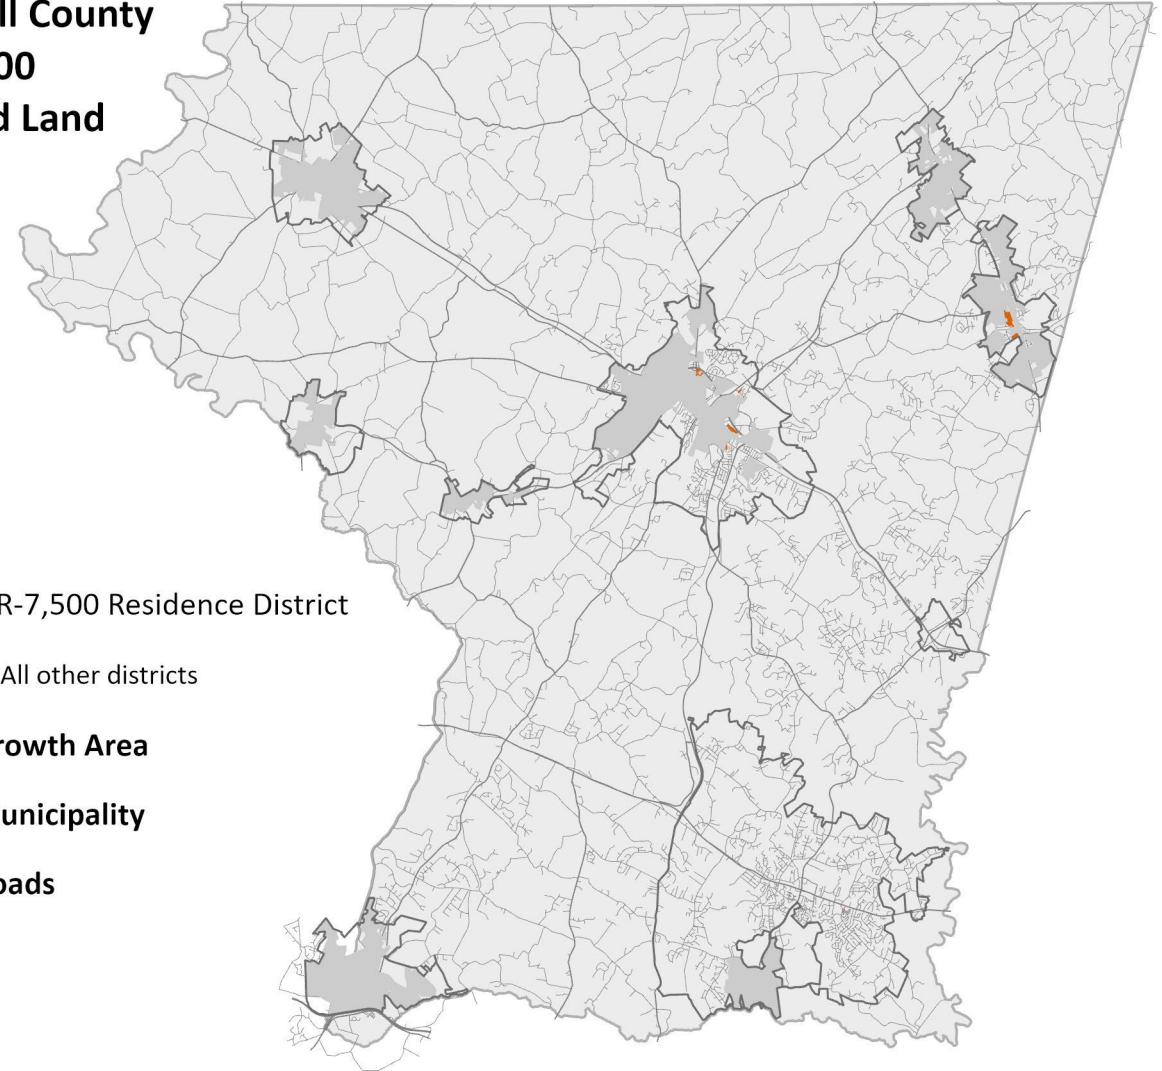 ll County
00
d Land
R-7,500 Residence District
All other districts
rowth Area
unicipality
oads